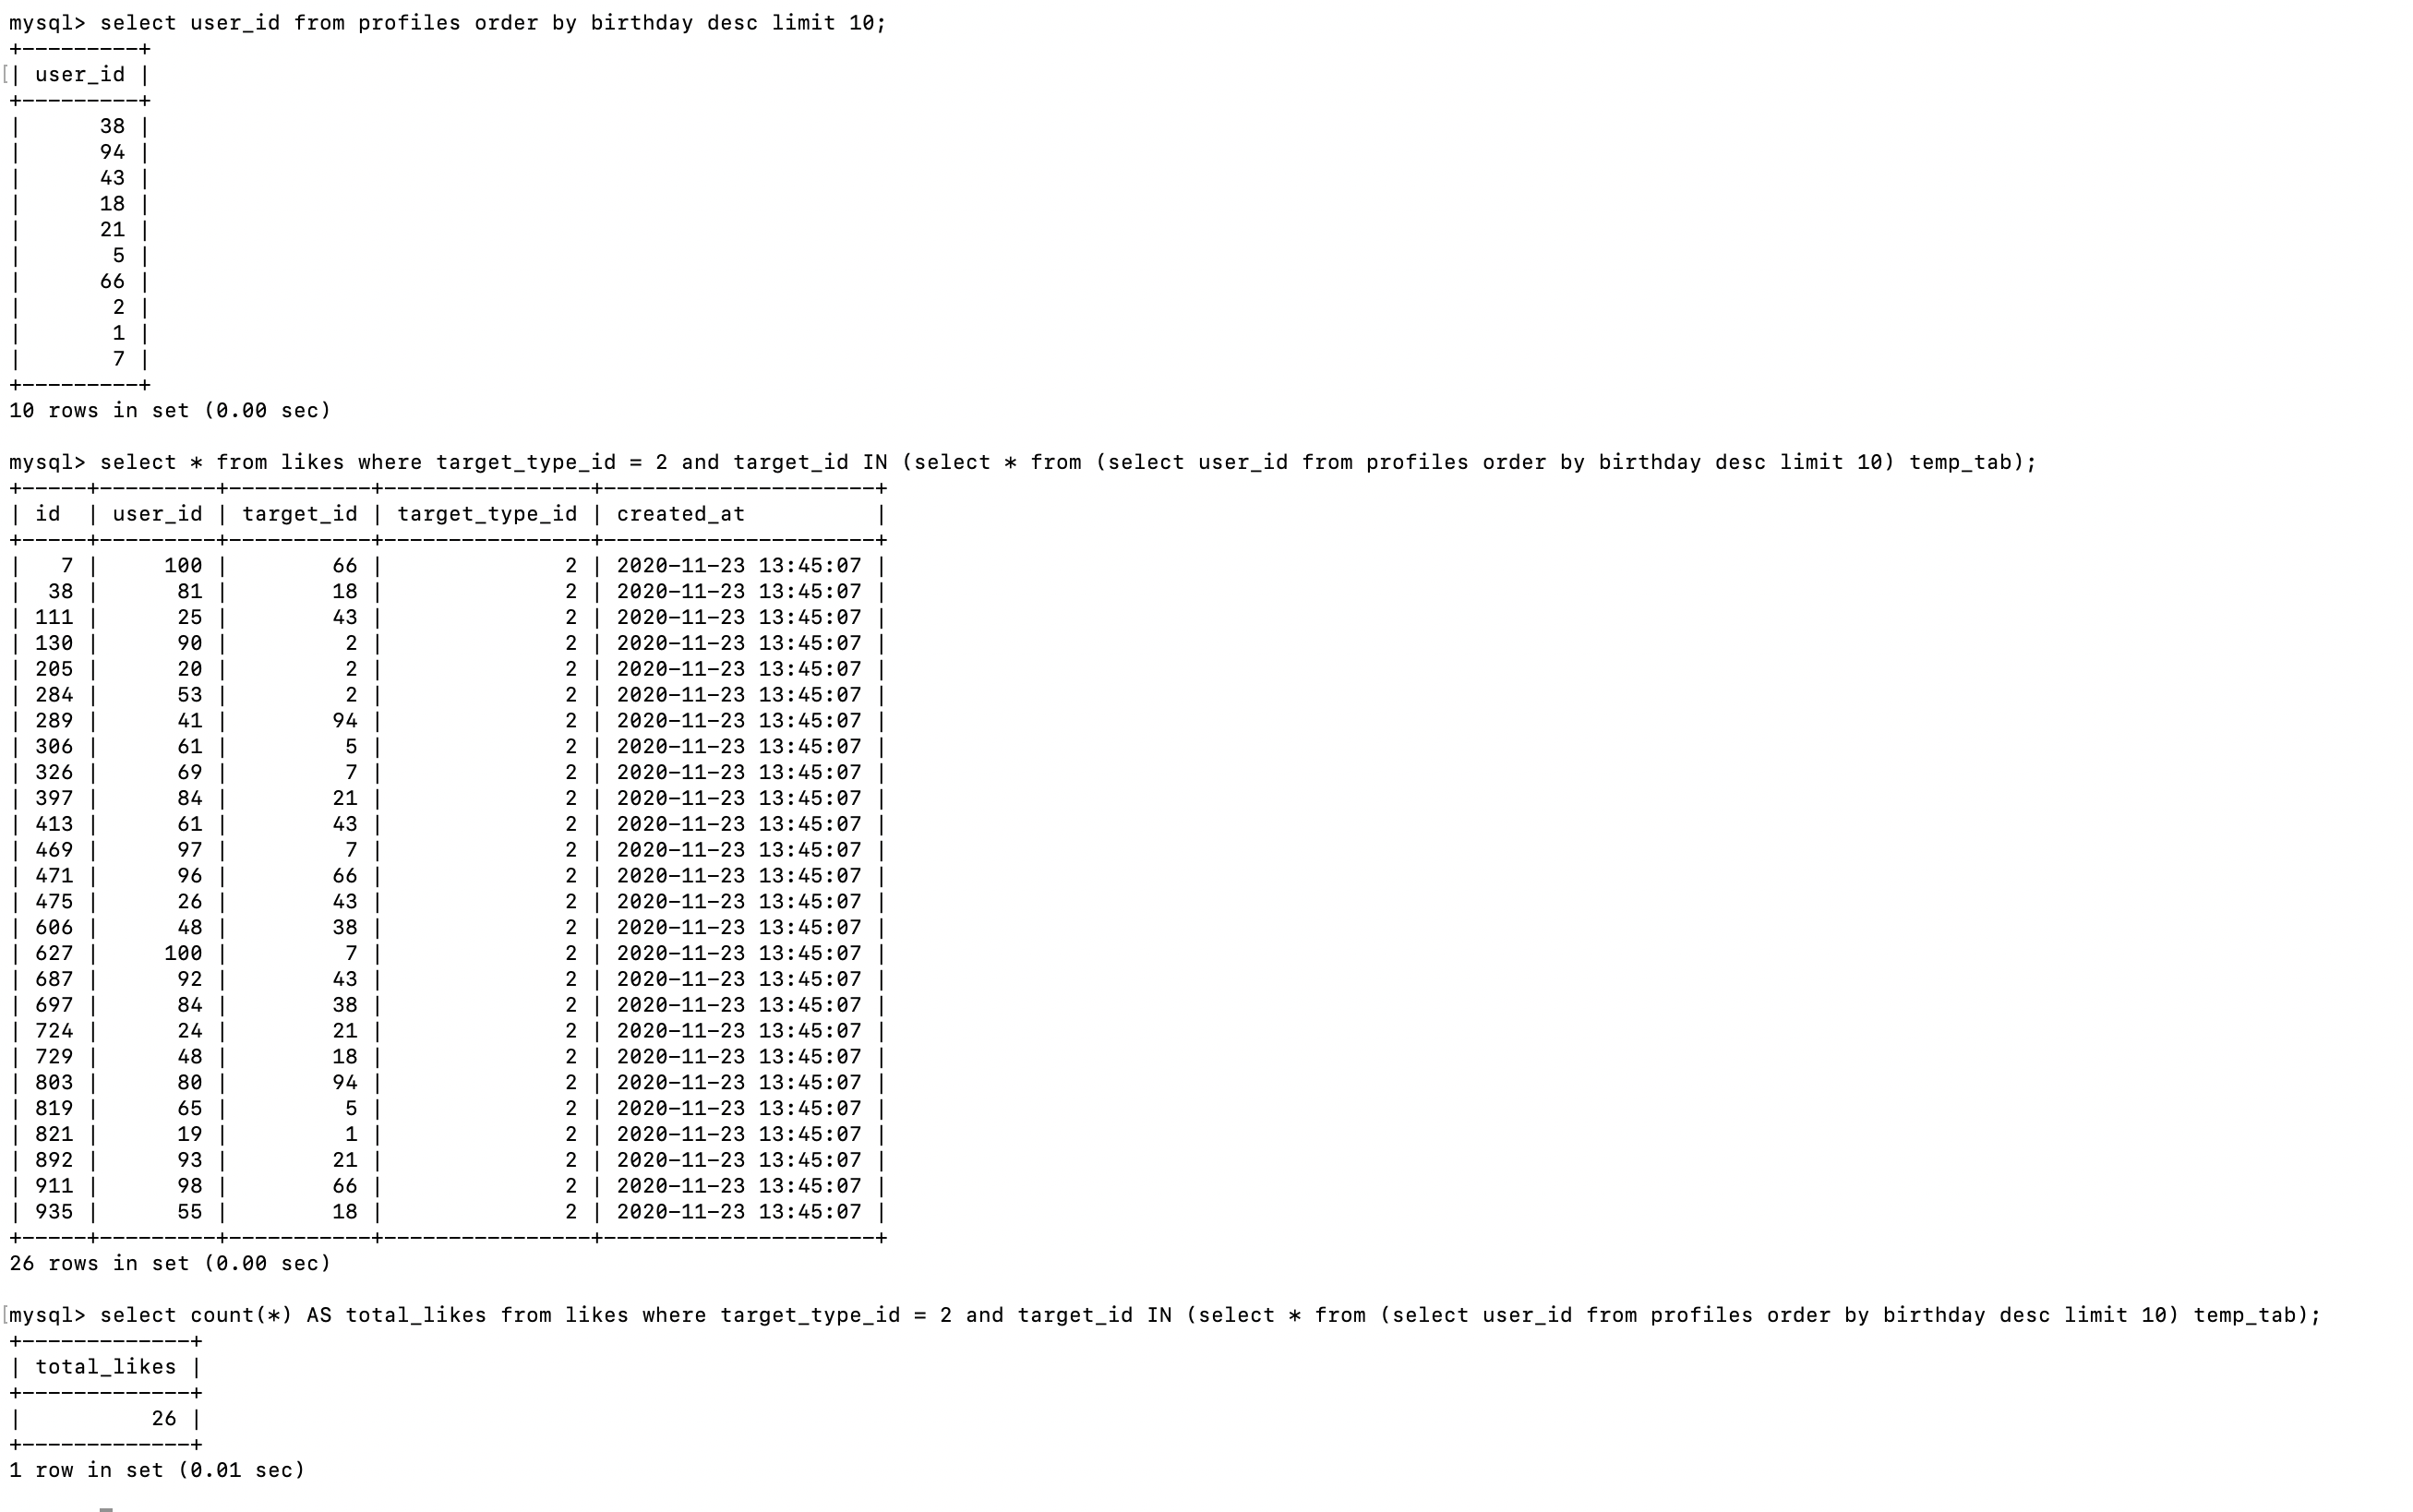 mysql> select user_id from profiles order by birthday desc limit 10;
+---------+
[| user_id |
+---------+
|      38 |
|      94 |
|      43 |
|      18 |
|      21 |
|       5 |
|      66 |
|       2 |
|       1 |
|       7 |
+---------+
10 rows in set (0.00 sec)

mysql> select * from likes where target_type_id = 2 and target_id IN (select * from (select user_id from profiles order by birthday desc limit 10) temp_tab);
+-----+---------+-----------+----------------+---------------------+
| id  | user_id | target_id | target_type_id | created_at          |
+-----+---------+-----------+----------------+---------------------+
|   7 |     100 |        66 |              2 | 2020-11-23 13:45:07 |
|  38 |      81 |        18 |              2 | 2020-11-23 13:45:07 |
| 111 |      25 |        43 |              2 | 2020-11-23 13:45:07 |
| 130 |      90 |         2 |              2 | 2020-11-23 13:45:07 |
| 205 |      20 |         2 |              2 | 2020-11-23 13:45:07 |
| 284 |      53 |         2 |              2 | 2020-11-23 13:45:07 |
| 289 |      41 |        94 |              2 | 2020-11-23 13:45:07 |
| 306 |      61 |         5 |              2 | 2020-11-23 13:45:07 |
| 326 |      69 |         7 |              2 | 2020-11-23 13:45:07 |
| 397 |      84 |        21 |              2 | 2020-11-23 13:45:07 |
| 413 |      61 |        43 |              2 | 2020-11-23 13:45:07 |
| 469 |      97 |         7 |              2 | 2020-11-23 13:45:07 |
| 471 |      96 |        66 |              2 | 2020-11-23 13:45:07 |
| 475 |      26 |        43 |              2 | 2020-11-23 13:45:07 |
| 606 |      48 |        38 |              2 | 2020-11-23 13:45:07 |
| 627 |     100 |         7 |              2 | 2020-11-23 13:45:07 |
| 687 |      92 |        43 |              2 | 2020-11-23 13:45:07 |
| 697 |      84 |        38 |              2 | 2020-11-23 13:45:07 |
| 724 |      24 |        21 |              2 | 2020-11-23 13:45:07 |
| 729 |      48 |        18 |              2 | 2020-11-23 13:45:07 |
| 803 |      80 |        94 |              2 | 2020-11-23 13:45:07 |
| 819 |      65 |         5 |              2 | 2020-11-23 13:45:07 |
| 821 |      19 |         1 |              2 | 2020-11-23 13:45:07 |
| 892 |      93 |        21 |              2 | 2020-11-23 13:45:07 |
| 911 |      98 |        66 |              2 | 2020-11-23 13:45:07 |
| 935 |      55 |        18 |              2 | 2020-11-23 13:45:07 |
+-----+---------+-----------+----------------+---------------------+
26 rows in set (0.00 sec)

[mysql> select count(*) AS total_likes from likes where target_type_id = 2 and target_id IN (select * from (select user_id from profiles order by birthday desc limit 10) temp_tab);
+-------------+
| total_likes |
+-------------+
|          26 |
+-------------+
1 row in set (0.01 sec)